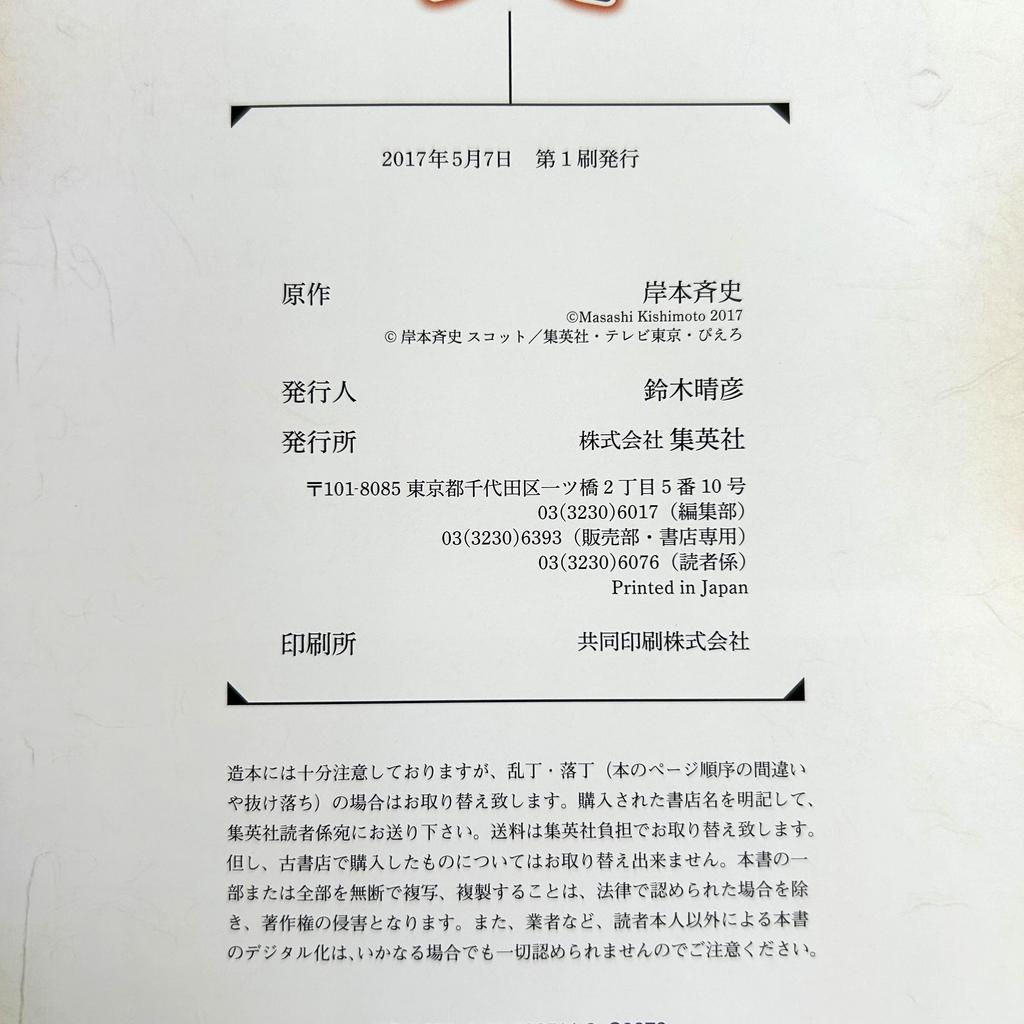 2017年5月7日　第1刷発行
原作　岸本斉史
©Masashi Kishimoto 2017
© 岸本斉史 スコット／集英社・テレビ東京・ぴえろ
発行人　鈴木晴彦
発行所　株式会社 集英社
〒101-8085 東京都千代田区一ツ橋2丁目5番10号
03(3230)6017（編集部）
03(3230)6393（販売部・書店専用）
03(3230)6076（読者係）
Printed in Japan
印刷所　共同印刷株式会社
造本には十分注意しておりますが、乱丁・落丁（本のページ順序の間違い
や抜け落ち）の場合はお取り替え致します。購入された書店名を明記して、
集英社読者係宛にお送り下さい。送料は集英社負担でお取り替え致します。
但し、古書店で購入したものについてはお取り替え出来ません。本書の一
部または全部を無断で複写、複製することは、法律で認められた場合を除
き、著作権の侵害となります。また、業者など、読者本人以外による本書
のデジタル化は、いかなる場合でも一切認められませんのでご注意ください。